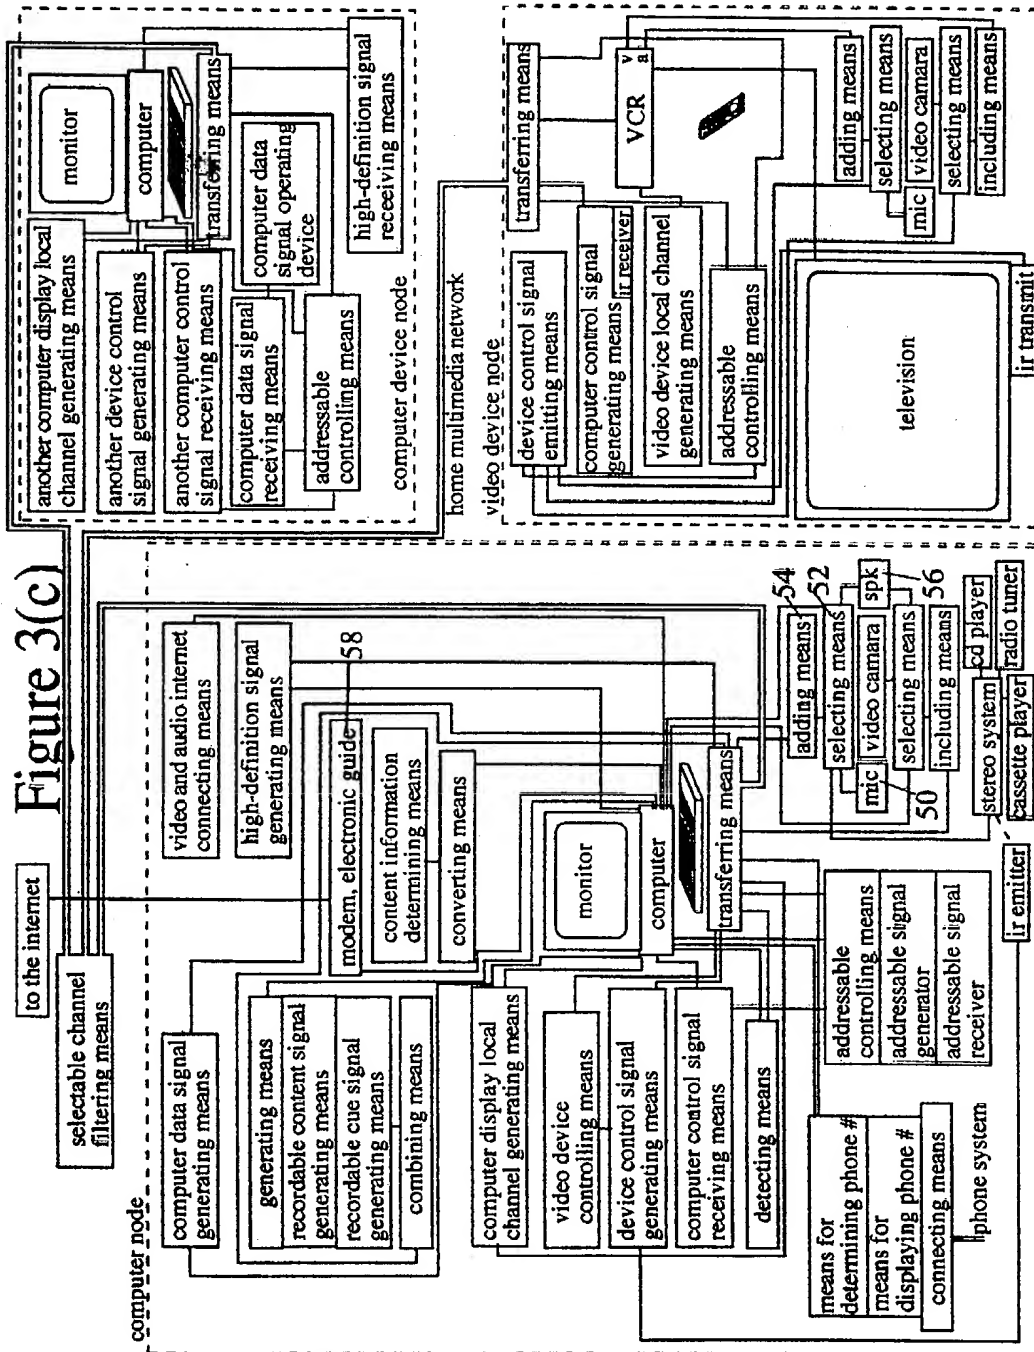 Figure 3(c)
to the internet
selectable channel
filtering means
computer node
computer data signal
generating means
generating means
recordable content signal
generating means
recordable cue signal
generating means
combining means
computer display local
channel generating means
video device
controlling means
device control signal
generating means
computer control signal
receiving means
detecting means
means for
determining phone #
means for
displaying phone #
connecting means
phone system
video and audio internet
connecting means
high-definition signal
generating means
modem, electronic guide
58
content information
determining means
converting means
monitor
computer
transferring means
addressable
controlling means
addressable signal
generator
addressable signal
receiver
ir emitter
adding means
54
selecting means
52
mic
50
video camara
spk
56
selecting means
including means
stereo system
cd player
radio tuner
cassette player
another computer display local
channel generating means
another device control
signal generating means
another computer control
signal receiving means
computer data signal
receiving means
addressable
controlling means
monitor
computer
transferring means
computer data
signal operating
device
high-definition signal
receeiving means
computer device node
home multimedia network
video device node
transferring means
device control signal
emitting means
computer control signal
generating means
ir receiver
video device local channel
generating means
addressable
controlling means
VCR
v
a
television
ir transmit
adding means
selecting means
mic
video camara
selecting means
including means